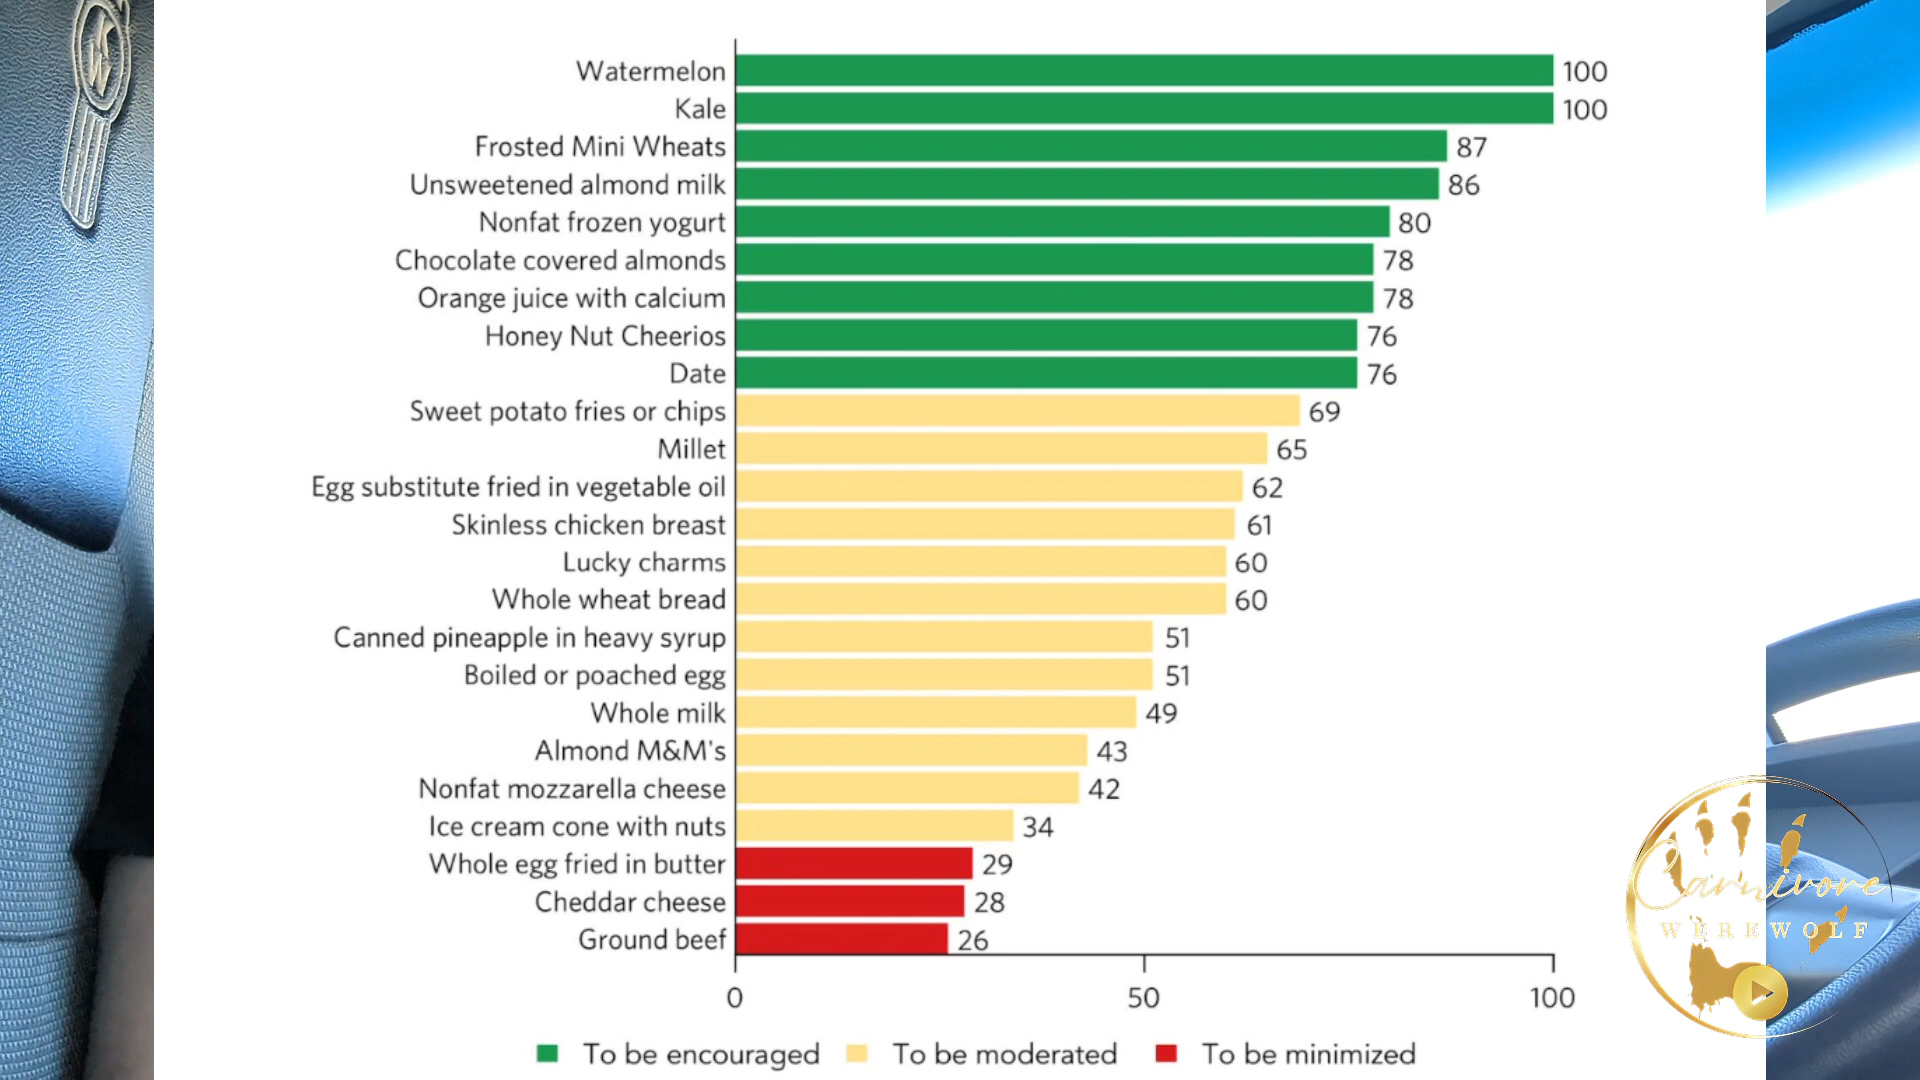 Watermelon 100
Kale 100
Frosted Mini Wheats 87
Unsweetened almond milk 86
Nonfat frozen yogurt 80
Chocolate covered almonds 78
Orange juice with calcium 78
Honey Nut Cheerios 76
Date 76
Sweet potato fries or chips 69
Millet 65
Egg substitute fried in vegetable oil 62
Skinless chicken breast 61
Lucky charms 60
Whole wheat bread 60
Canned pineapple in heavy syrup 51
Boiled or poached egg 51
Whole milk 49
Almond M&M's 43
Nonfat mozzarella cheese 42
Ice cream cone with nuts 34
Whole egg fried in butter 29
Cheddar cheese 28
Ground beef 26
0 50 100
To be encouraged To be moderated To be minimized
Carnivore
WEREWOLF